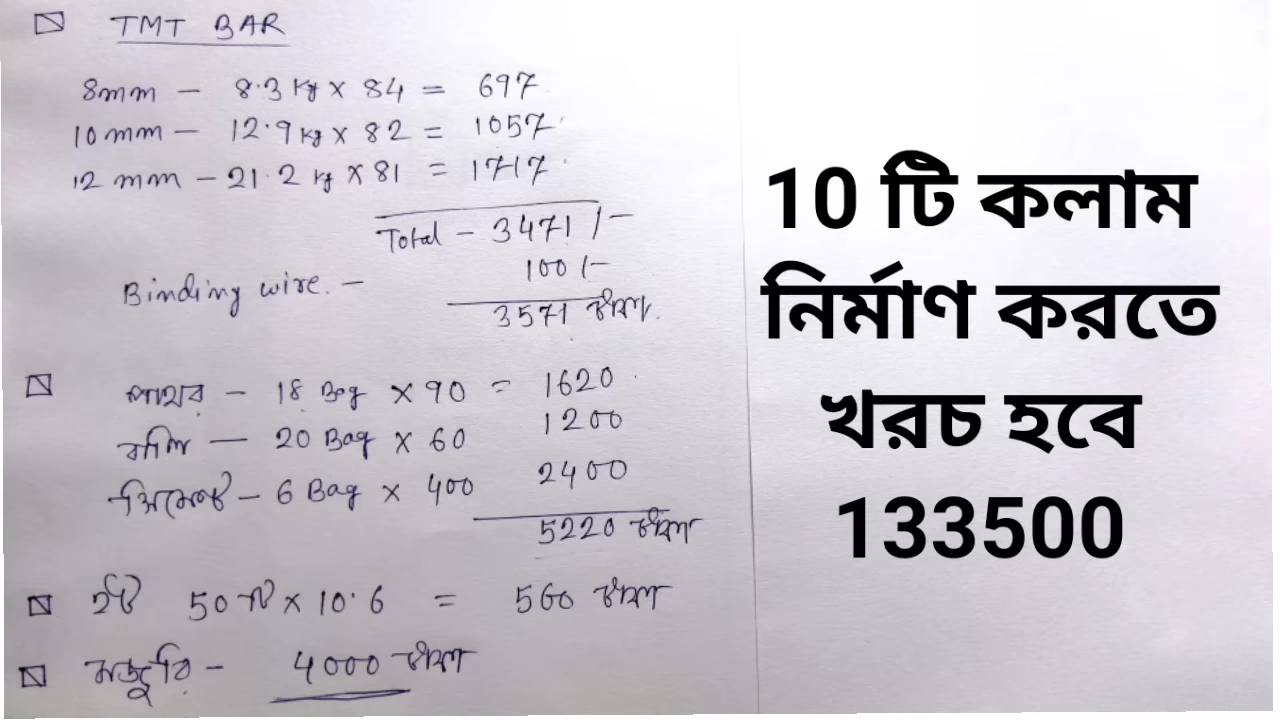 TMT BAR
8mm – 8.3 Kg x 84 = 697
10 mm – 12.9 kg x 82 = 1057
12 mm – 21.2 kg x 81 = 1717
Total – 3471 /–
Binding wire. – 100 /–
3571 টাকা.
পাথর – 18 Bag x 90 = 1620
বালি – 20 Bag x 60 1200
সিমেন্ট – 6 Bag x 400 2400
5220 টাকা
ইট 50 টি x 10.6 = 560 টাকা
মজুরি – 4000 টাকা
10 টি কলাম
নির্মাণ করতে
খরচ হবে
133500